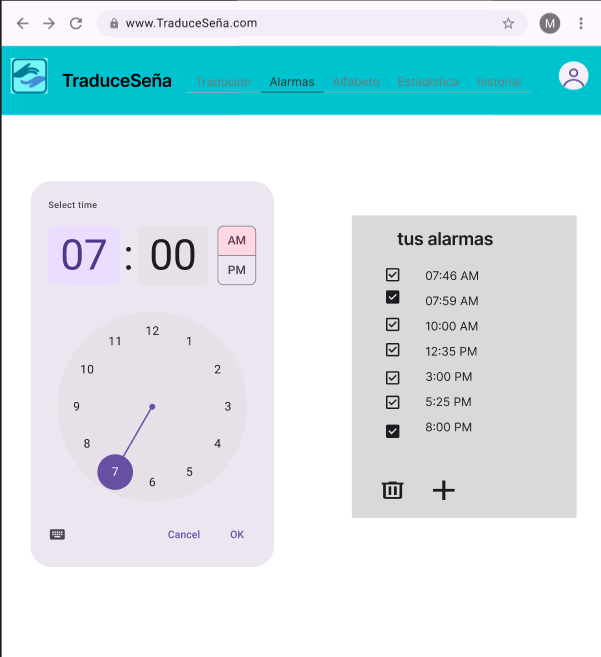 www.TraduceSeña.com
M
TraduceSeña
Traducion Alarmas Alfabeto Estadistica historial
Select time
07 : 00
AM
PM
12
1
2
3
4
5
6
7
8
9
10
11
Cancel OK
tus alarmas
07:46 AM
07:59 AM
10:00 AM
12:35 PM
3:00 PM
5:25 PM
8:00 PM